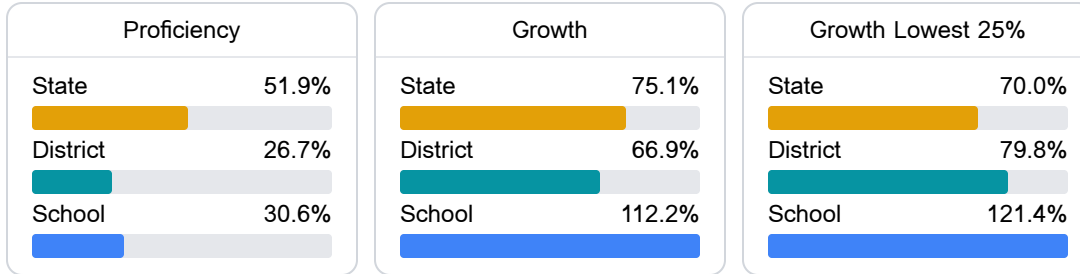 Proficiency
State 51.9%
District 26.7%
School 30.6%
Growth
State 75.1%
District 66.9%
School 112.2%
Growth Lowest 25%
State 70.0%
District 79.8%
School 121.4%